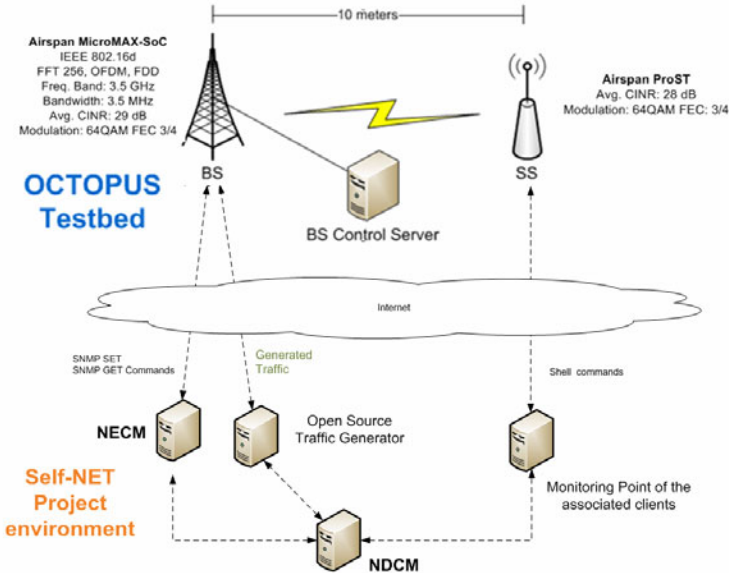 10 meters
Airspan MicroMAX-SoC
IEEE 802.16d
FFT 256, OFDM, FDD
Freq. Band: 3.5 GHz
Bandwidth: 3.5 MHz
Avg. CINR: 29 dB
Modulation: 64QAM FEC 3/4
Airspan ProST
Avg. CINR: 28 dB
Modulation: 64QAM FEC: 3/4
BS
SS
OCTOPUS
Testbed
BS Control Server
Internet
SNMP SET
SNMP GET Commands
Generated
Traffic
Shell commands
NECM
Open Source
Traffic Generator
Self-NET
Project
environment
Monitoring Point of the
associated clients
NDCM